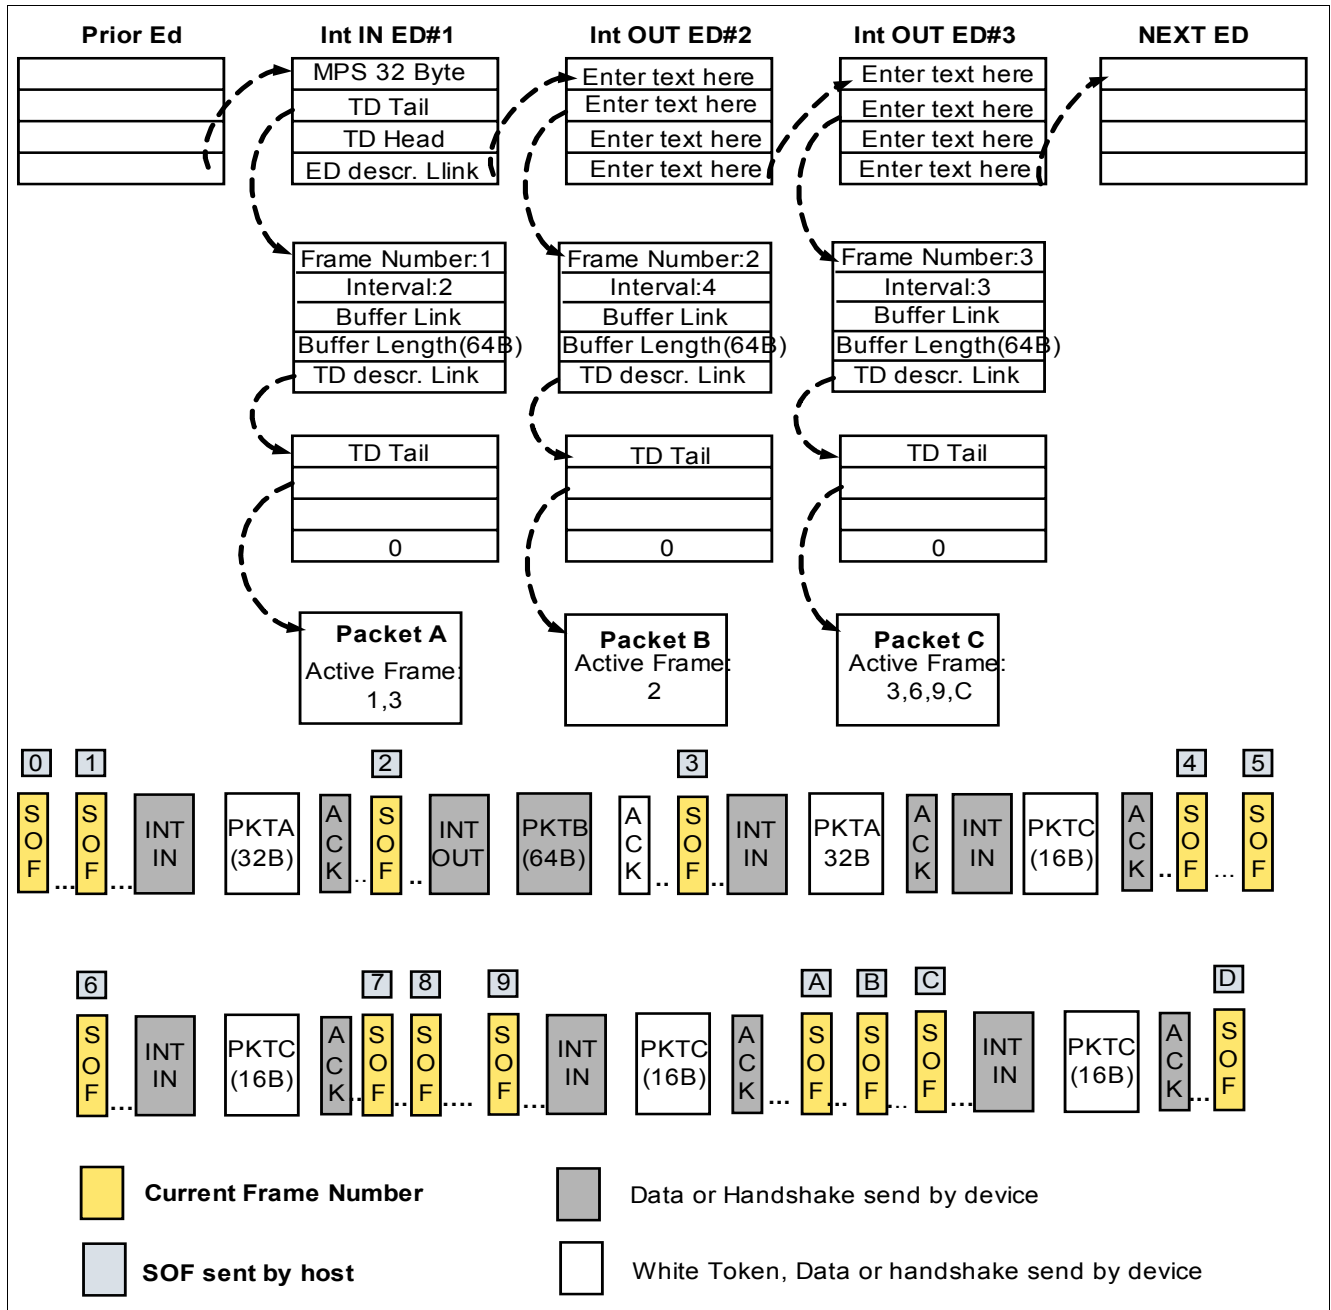 Prior Ed
Int IN ED#1
Int OUT ED#2
Int OUT ED#3
NEXT ED
MPS 32 Byte
TD Tail
TD Head
ED descr. Llink
Enter text here
Enter text here
Enter text here
Enter text here
Enter text here
Enter text here
Enter text here
Enter text here
Frame Number:1
Interval:2
Buffer Link
Buffer Length(64B)
TD descr. Link
Frame Number:2
Interval:4
Buffer Link
Buffer Length(64B)
TD descr. Link
Frame Number:3
Interval:3
Buffer Link
Buffer Length(64B)
TD descr. Link
TD Tail
0
TD Tail
0
TD Tail
0
Packet A
Active Frame:
1,3
Packet B
Active Frame:
2
Packet C
Active Frame:
3,6,9,C
0 1 2 3 4 5
SOF ... SOF ... INT IN PKTA (32B) ACK .. SOF .. INT OUT PKTB (64B) ACK .. SOF .. INT IN PKTA 32B ACK INT IN PKTC (16B) ACK .. SOF ... SOF
6 7 8 9 A B C D
SOF ... INT IN PKTC (16B) ACK .. SOF .. SOF .... SOF ... INT IN PKTC (16B) ACK ... SOF ... SOF ... SOF ... INT IN PKTC (16B) ACK ... SOF
Current Frame Number
Data or Handshake send by device
SOF sent by host
White Token, Data or handshake send by device